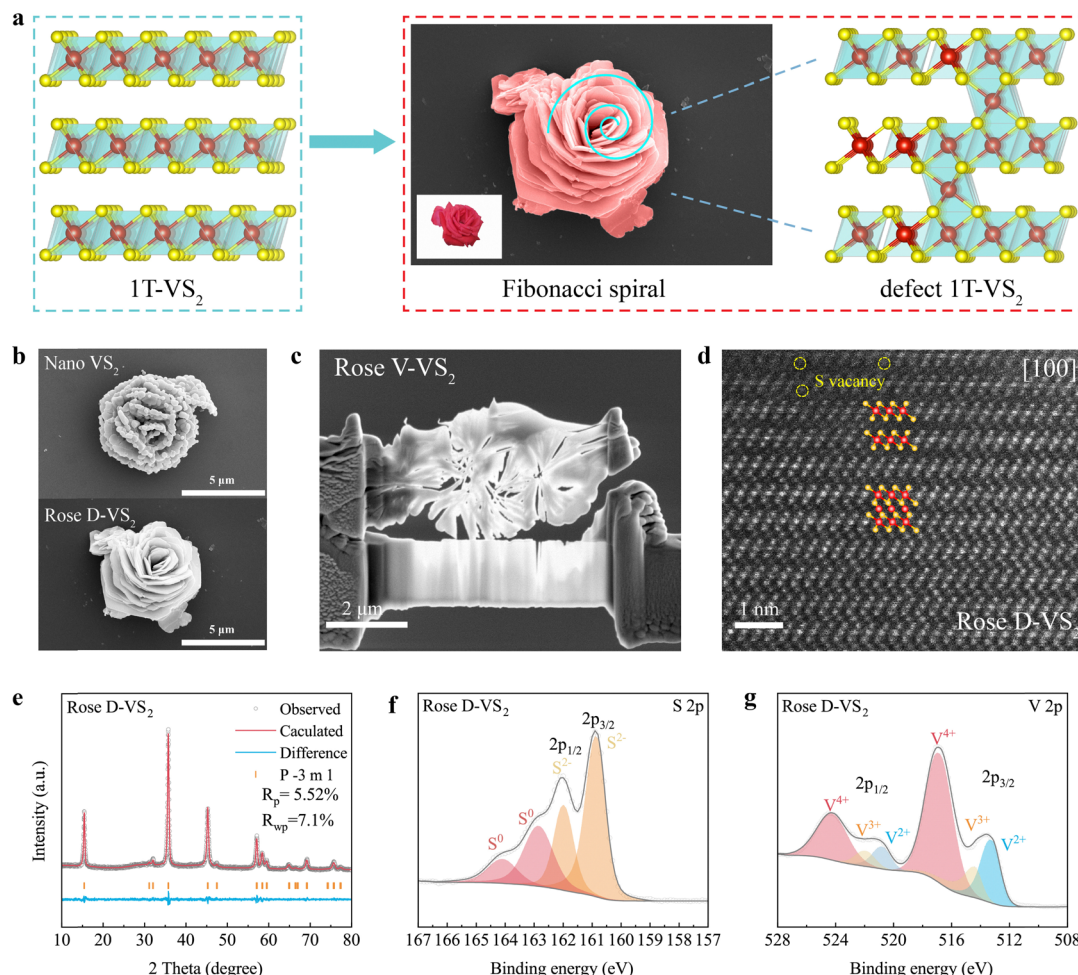 a
1T-VS2
Fibonacci spiral
defect 1T-VS2
b
Nano VS2
5 μm
Rose D-VS2
5 μm
c
Rose V-VS2
2 μm
d
[100]
S vacancy
1 nm
Rose D-VS2
e
Rose D-VS2
Observed
Caculated
Difference
P -3 m 1
Rp= 5.52%
Rwp=7.1%
Intensity (a.u.)
10 20 30 40 50 60 70 80
2 Theta (degree)
f
Rose D-VS2
S 2p
2p3/2
2p1/2
S2-
S2-
S0
S0
167 166 165 164 163 162 161 160 159 158 157
Binding energy (eV)
g
Rose D-VS2
V 2p
V4+
2p1/2
2p3/2
V4+
V3+
V2+
V3+
V2+
528 524 520 516 512 508
Binding energy (eV)